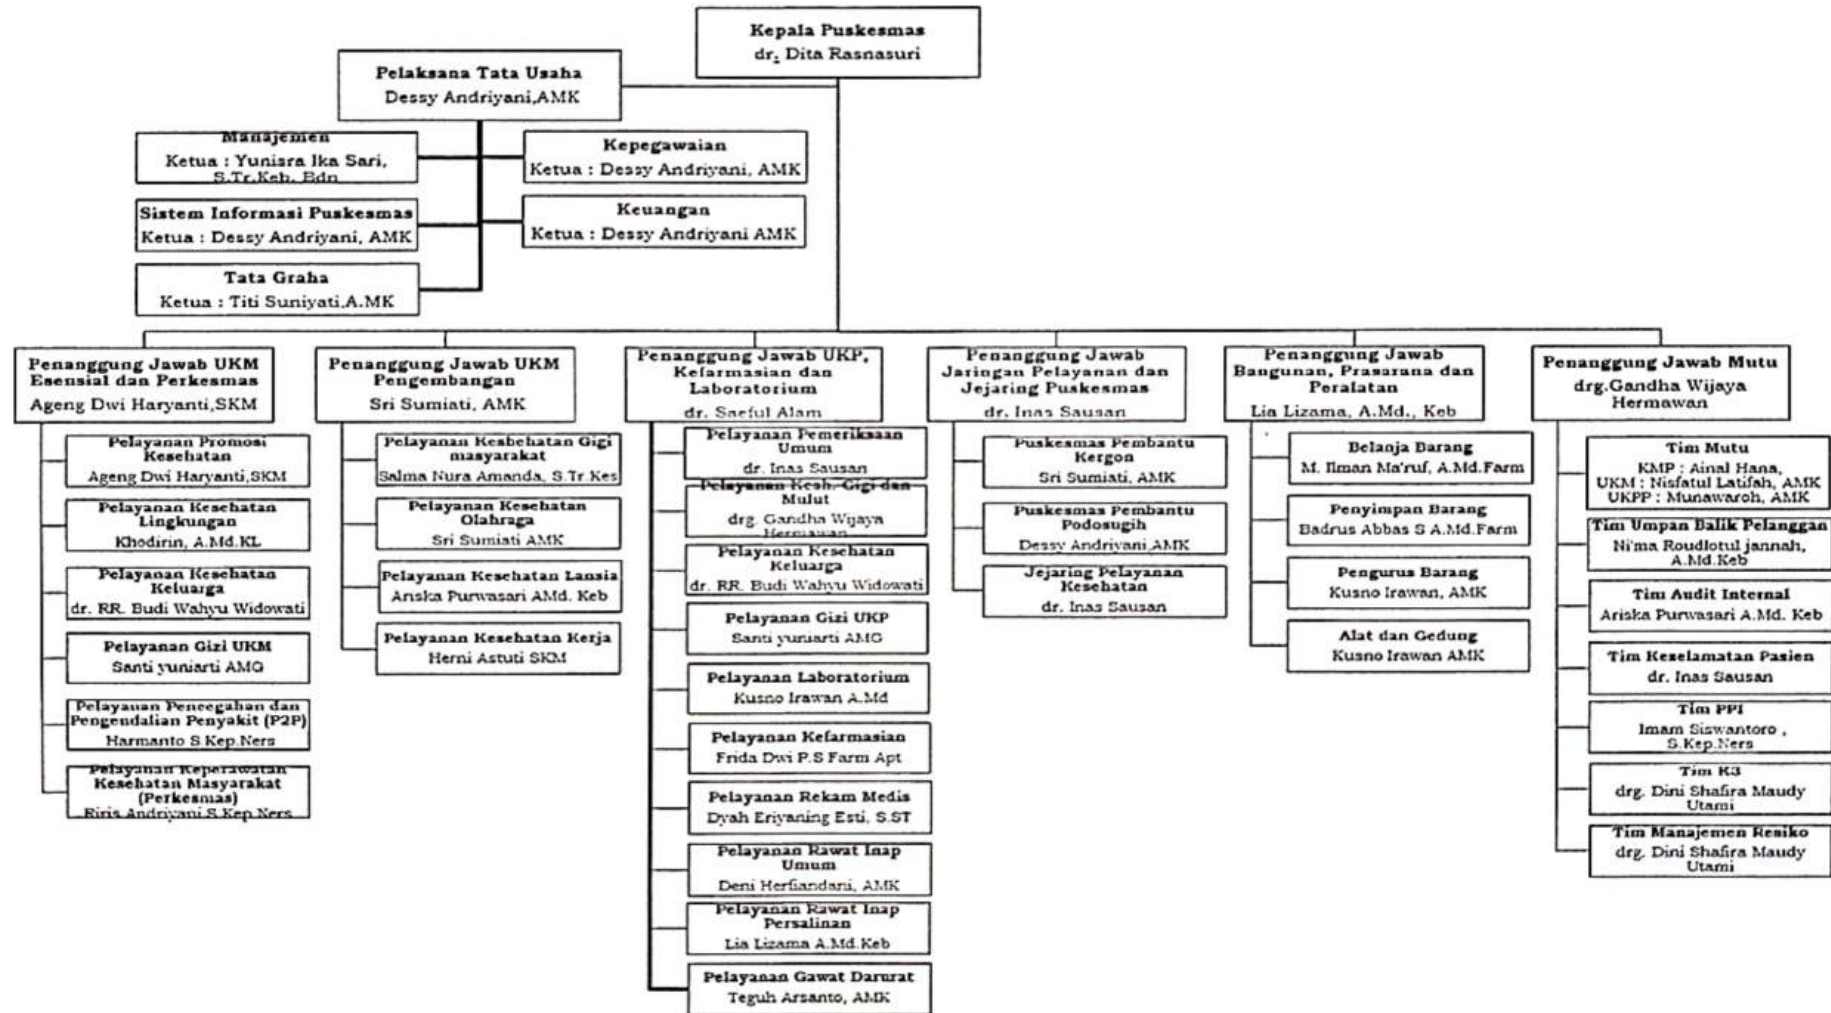 Kepala Puskesmas
dr. Dita Rasnasuri
Pelaksana Tata Usaha
Dessy Andriyani,AMK
Manajemen
Ketua : Yunisra Ika Sari,
S.Tr.Keb. Bdn
Kepegawaian
Ketua : Dessy Andriyani, AMK
Sistem Informasi Puskesmas
Ketua : Dessy Andriyani, AMK
Keuangan
Ketua : Dessy Andriyani AMK
Tata Graha
Ketua : Titi Suniyati,A.MK
Penanggung Jawab UKM
Esensial dan Perkesmas
Ageng Dwi Haryanti,SKM
Pelayanan Promosi
Kesehatan
Ageng Dwi Haryanti,SKM
Pelayanan Kesehatan
Lingkungan
Khodirin, A.Md.KL
Pelayanan Kesehatan
Keluarga
dr. RR. Budi Wahyu Widowati
Pelayanan Gizi UKM
Santi yuniarti AMG
Pelayanan Pencegahan dan
Pengendalian Penyakit (P2P)
Harmanto S.Kep.Ners
Pelayanan Keperawatan
Kesehatan Masyarakat
(Perkesmas)
Riris Andriyani S.Kep.Ners
Penanggung Jawab UKM
Pengembangan
Sri Sumiati, AMK
Pelayanan Kesbehatan Gigi
masyarakat
Salma Nura Amanda, S.Tr.Kes
Pelayanan Kesehatan
Olahraga
Sri Sumiati AMK
Pelayanan Kesehatan Lansia
Ariska Purwasari AMd. Keb
Pelayanan Kesehatan Kerja
Herni Astuti SKM
Penanggung Jawab UKP,
Kefarmasian dan
Laboratorium
dr. Saeful Alam
Pelayanan Pemeriksaan
Umum
dr. Inas Sausan
Pelayanan Kesh. Gigi dan
Mulut
drg. Gandha Wijaya
Hermawan
Pelayanan Kesehatan
Keluarga
dr. RR. Budi Wahyu Widowati
Pelayanan Gizi UKP
Santi yuniarti AMG
Pelayanan Laboratorium
Kusno Irawan A.Md
Pelayanan Kefarmasian
Frida Dwi P.S Farm Apt
Pelayanan Rekam Medis
Dyah Eriyaning Esti, S.ST
Pelayanan Rawat Inap
Umum
Deni Herfiandani, AMK
Pelayanan Rawat Inap
Persalinan
Lia Lizama A.Md.Keb
Pelayanan Gawat Darurat
Teguh Arsanto, AMK
Penanggung Jawab
Jaringan Pelayanan dan
Jejaring Puskesmas
dr. Inas Sausan
Puskesmas Pembantu
Kergon
Sri Sumiati, AMK
Puskesmas Pembantu
Podosugih
Dessy Andriyani,AMK
Jejaring Pelayanan
Kesehatan
dr. Inas Sausan
Penanggung Jawab
Bangunan, Prasarana dan
Peralatan
Lia Lizama, A.Md., Keb
Belanja Barang
M. Ilman Ma'ruf, A.Md.Farm
Penyimpan Barang
Badrus Abbas S A.Md.Farm
Pengurus Barang
Kusno Irawan, AMK
Alat dan Gedung
Kusno Irawan AMK
Penanggung Jawab Mutu
drg.Gandha Wijaya
Hermawan
Tim Mutu
KMP : Ainal Hana,
UKM : Nisfatul Latifah, AMK
UKPP : Munawaroh, AMK
Tim Umpan Balik Pelanggan
Ni'ma Roudlotul jannah,
A.Md.Keb
Tim Audit Internal
Ariska Purwasari A.Md. Keb
Tim Keselamatan Pasien
dr. Inas Sausan
Tim PPI
Imam Siswantoro ,
S.Kep.Ners
Tim K3
drg. Dini Shafira Maudy
Utami
Tim Manajemen Resiko
drg. Dini Shafira Maudy
Utami